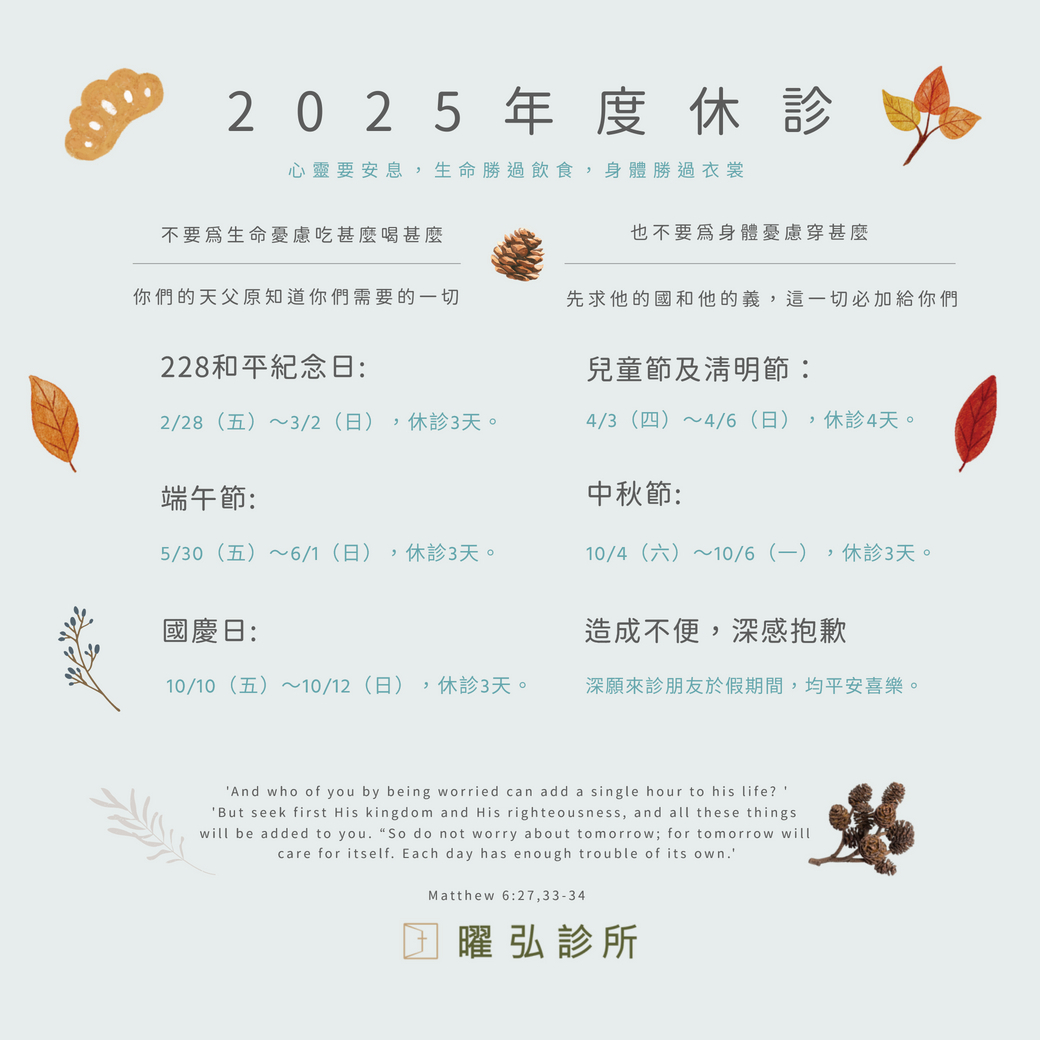 2025年度休診
心靈要安息，生命勝過飲食，身體勝過衣裳
不要爲生命憂慮吃甚麼喝甚麼
你們的天父原知道你們需要的一切
也不要爲身體憂慮穿甚麼
先求他的國和他的義，這一切必加給你們
228和平紀念日:
2/28（五）～3/2（日），休診3天。
兒童節及清明節：
4/3（四）～4/6（日），休診4天。
端午節:
5/30（五）～6/1（日），休診3天。
中秋節:
10/4（六）～10/6（一），休診3天。
國慶日:
10/10（五）～10/12（日），休診3天。
造成不便，深感抱歉
深願來診朋友於假期間，均平安喜樂。
'And who of you by being worried can add a single hour to his life? '
'But seek first His kingdom and His righteousness, and all these things
will be added to you. “So do not worry about tomorrow; for tomorrow will
care for itself. Each day has enough trouble of its own.'
Matthew 6:27,33-34
曜弘診所